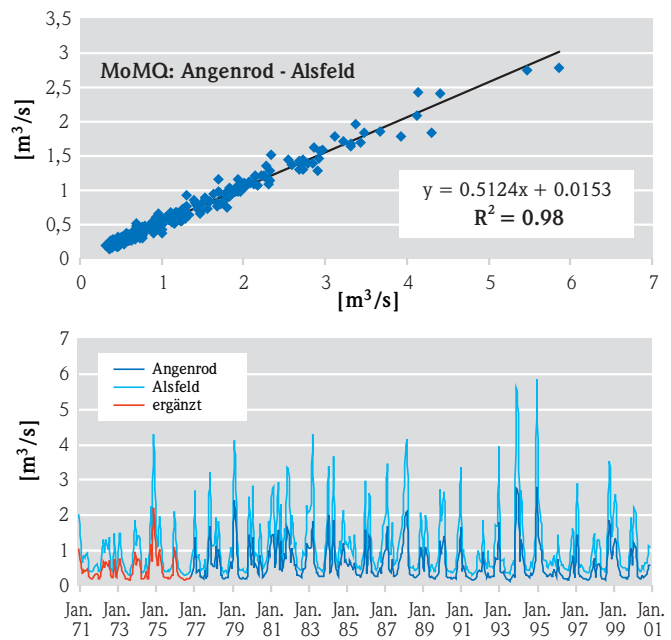 3,5
3
2,5
2
1,5
1
0,5
0
[m³/s]
MoMQ: Angenrod - Alsfeld
y = 0.5124x + 0.0153
R² = 0.98
0 1 2 3 4 5 6 7
[m³/s]
7
6
5
4
3
2
1
0
[m³/s]
Angenrod
Alsfeld
ergänzt
Jan. Jan. Jan. Jan. Jan. Jan. Jan. Jan. Jan. Jan. Jan. Jan. Jan. Jan. Jan. Jan.
71 73 75 77 79 81 83 85 87 89 91 93 95 97 99 01